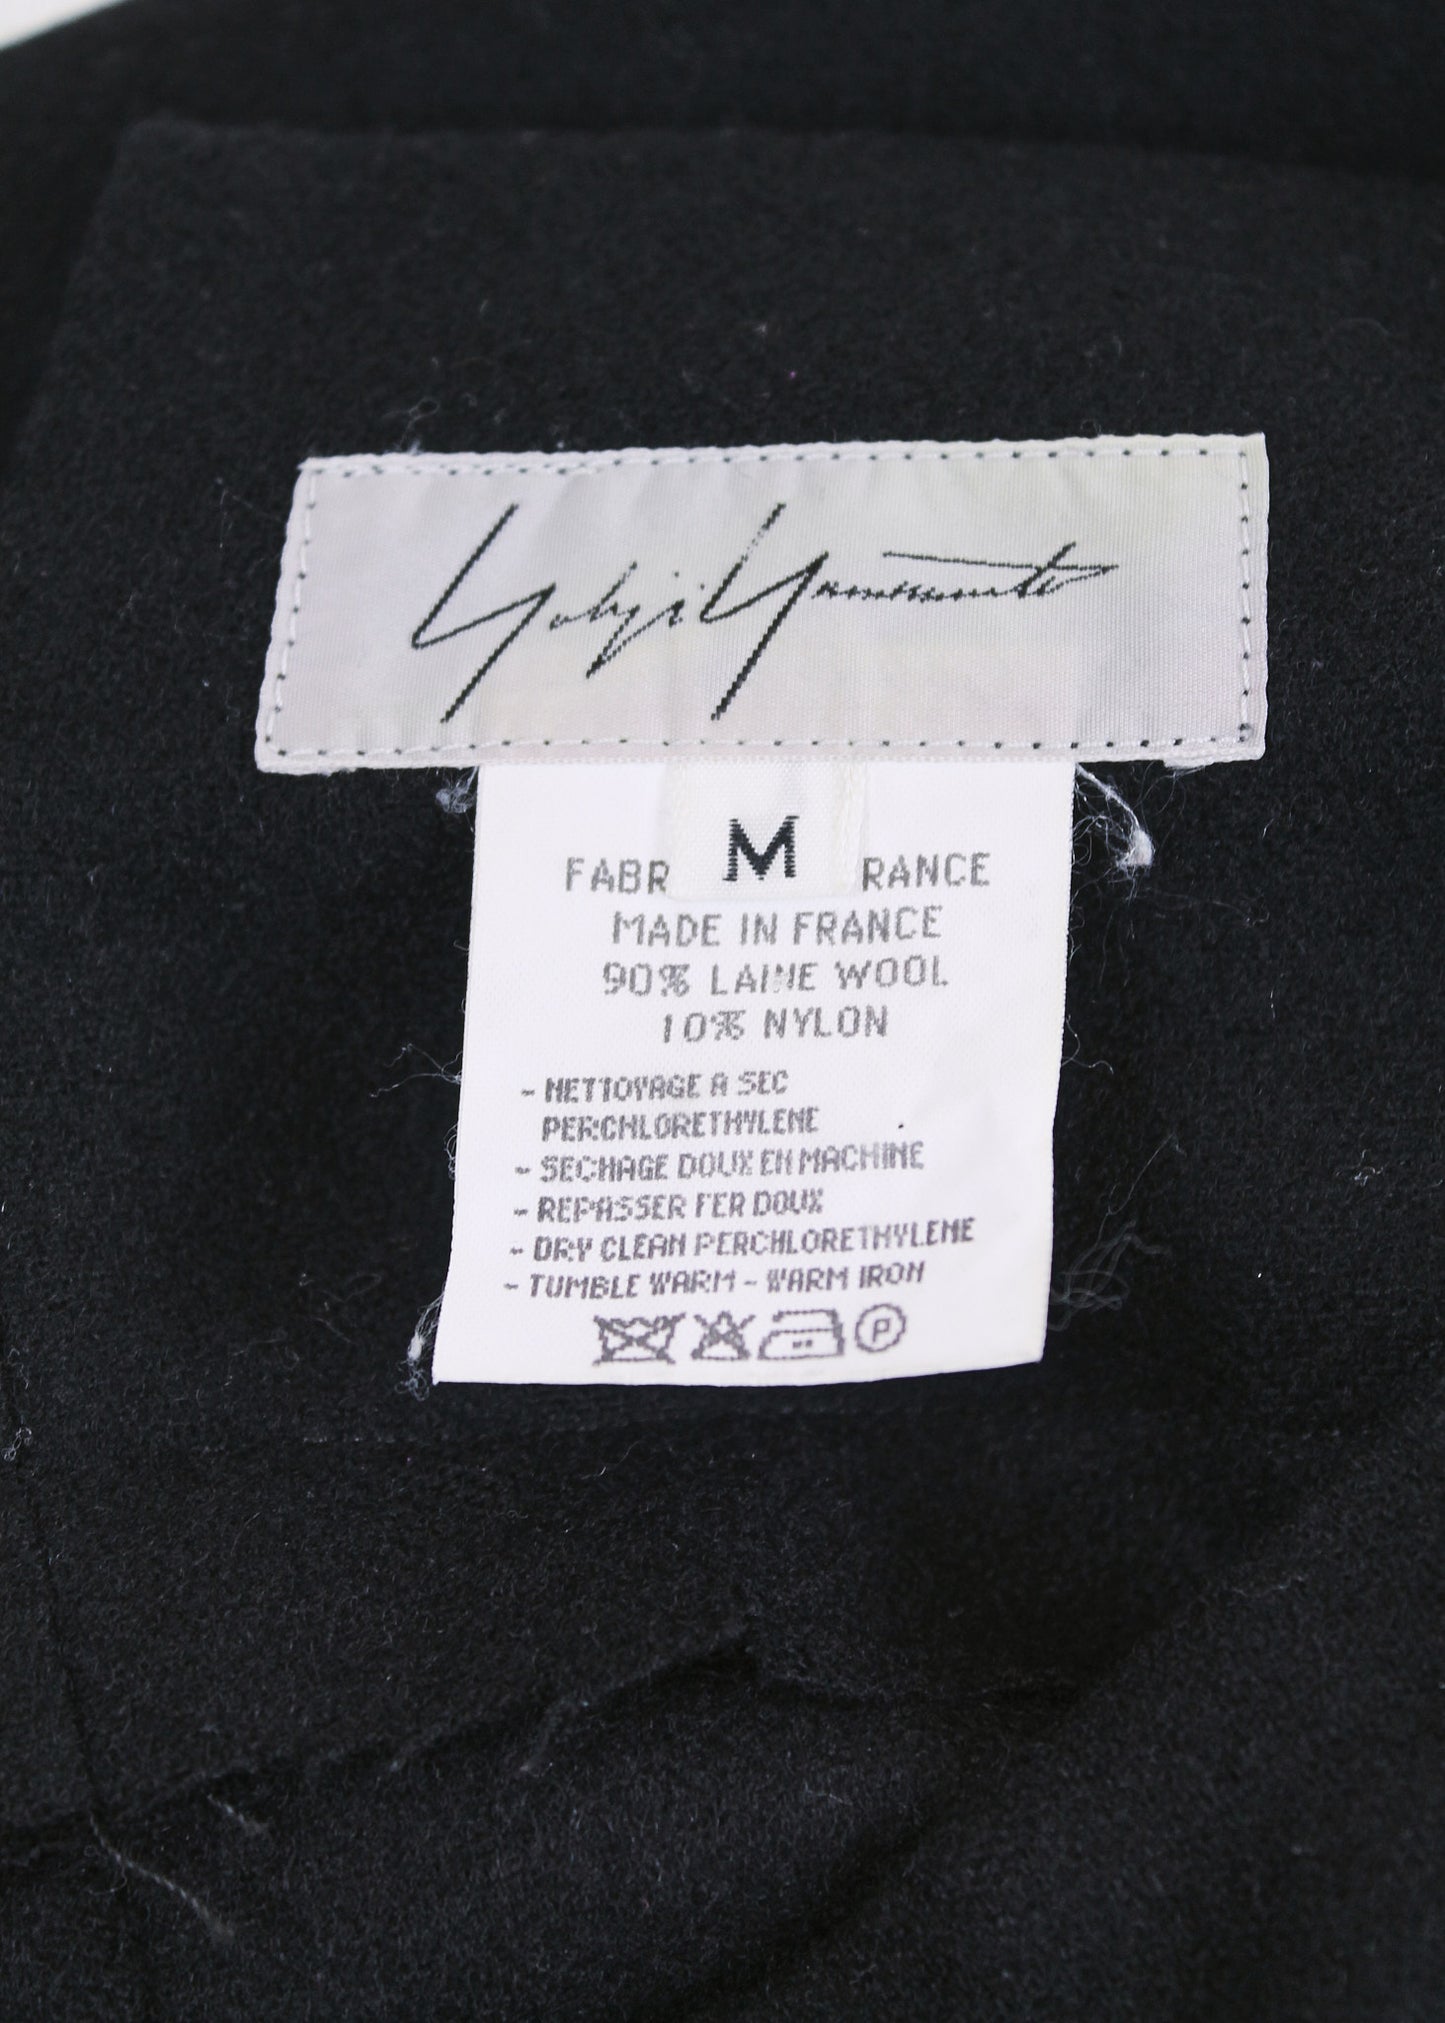 Yohji Yamamoto
M
FABR RANCE
MADE IN FRANCE
90% LAINE WOOL
10% NYLON
- NETTOYAGE A SEC
PERCHLORETHYLENE
- SECHAGE DOUX EN MACHINE
- REPASSER FER DOUX
- DRY CLEAN PERCHLORETHYLENE
- TUMBLE WARM - WARM IRON
P